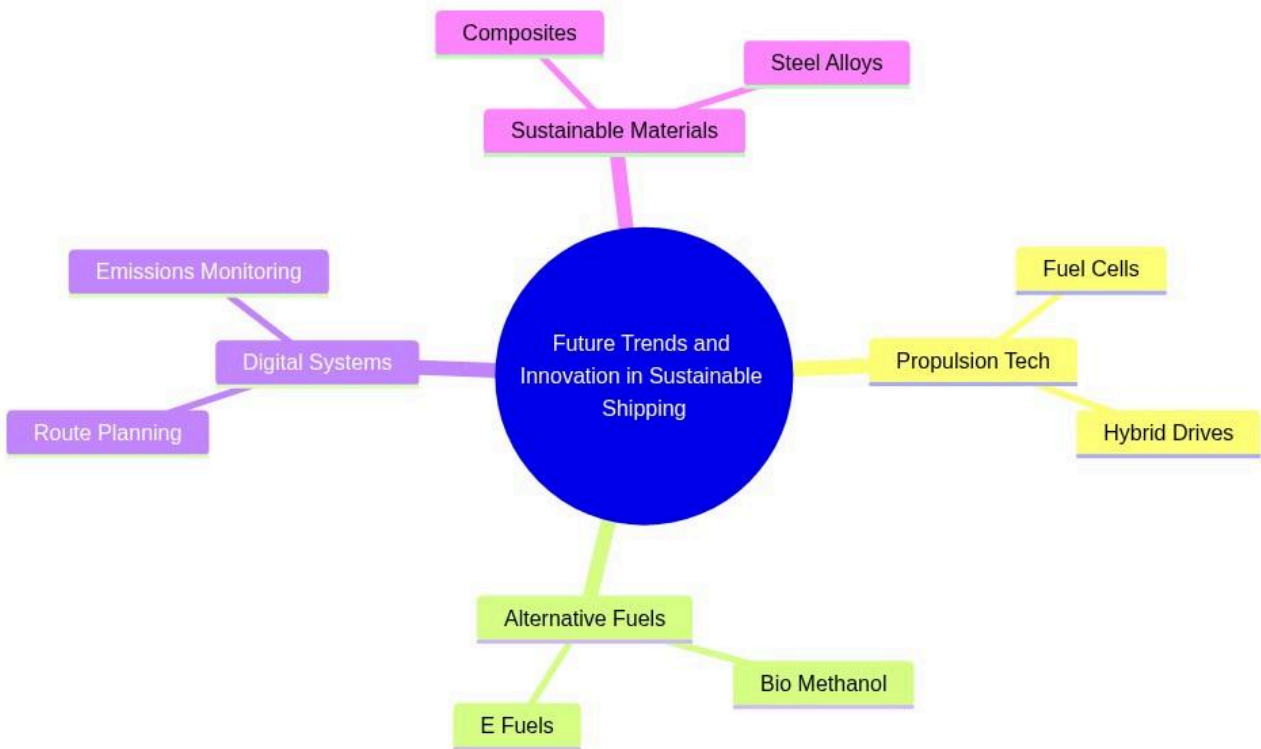 Composites
Steel Alloys
Sustainable Materials
Emissions Monitoring
Fuel Cells
Digital Systems
Future Trends and
Innovation in Sustainable
Shipping
Propulsion Tech
Route Planning
Hybrid Drives
Alternative Fuels
Bio Methanol
E Fuels